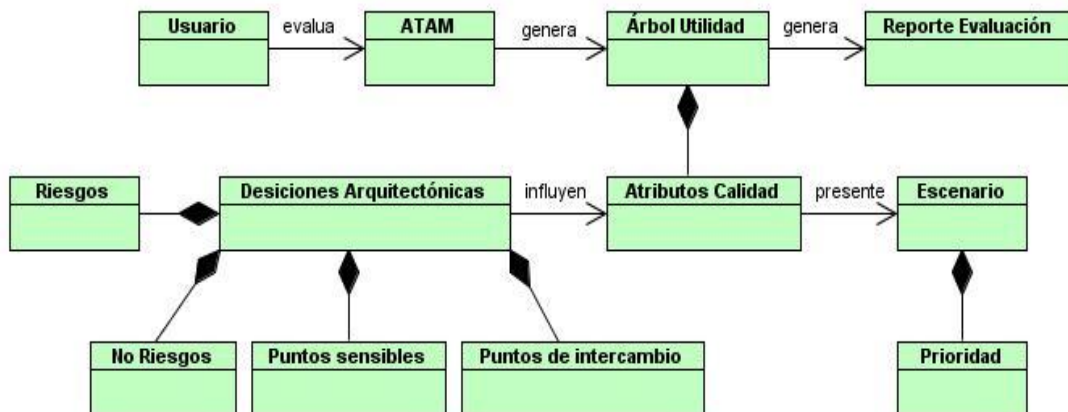 Usuario
evalua
ATAM
genera
Árbol Utilidad
genera
Reporte Evaluación
Riesgos
Desiciones Arquitectónicas
influyen
Atributos Calidad
presente
Escenario
No Riesgos
Puntos sensibles
Puntos de intercambio
Prioridad